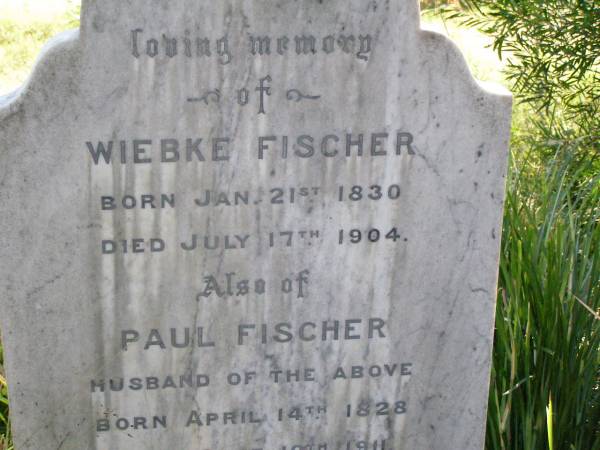 loving memory
of
WIEBKE FISCHER
BORN JAN. 21ST 1830
DIED JULY 17TH 1904.
Also of
PAUL FISCHER
HUSBAND OF THE ABOVE
BORN APRIL 14TH 1828
1911